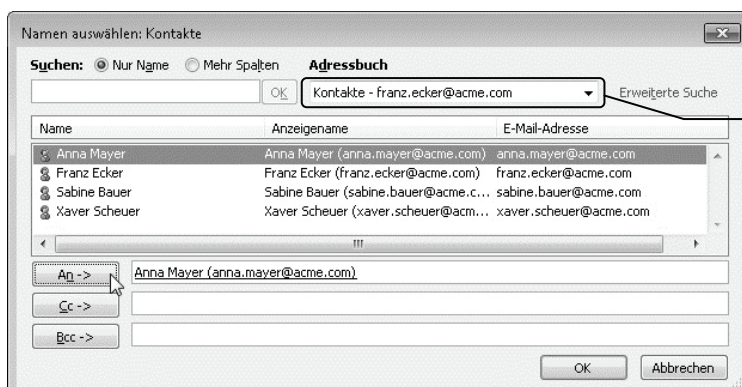 Namen auswählen: Kontakte
Suchen: Nur Name Mehr Spalten Adressbuch
OK Kontakte - franz.ecker@acme.com Erweiterte Suche
Name Anzeigename E-Mail-Adresse
Anna Mayer Anna Mayer (anna.mayer@acme.com) anna.mayer@acme.com
Franz Ecker Franz Ecker (franz.ecker@acme.com) franz.ecker@acme.com
Sabine Bauer Sabine Bauer (sabine.bauer@acme.c... sabine.bauer@acme.com
Xaver Scheuer Xaver Scheuer (xaver.scheuer@acm... xaver.scheuer@acme.com
An -> Anna Mayer (anna.mayer@acme.com)
Cc ->
Bcc ->
OK Abbrechen